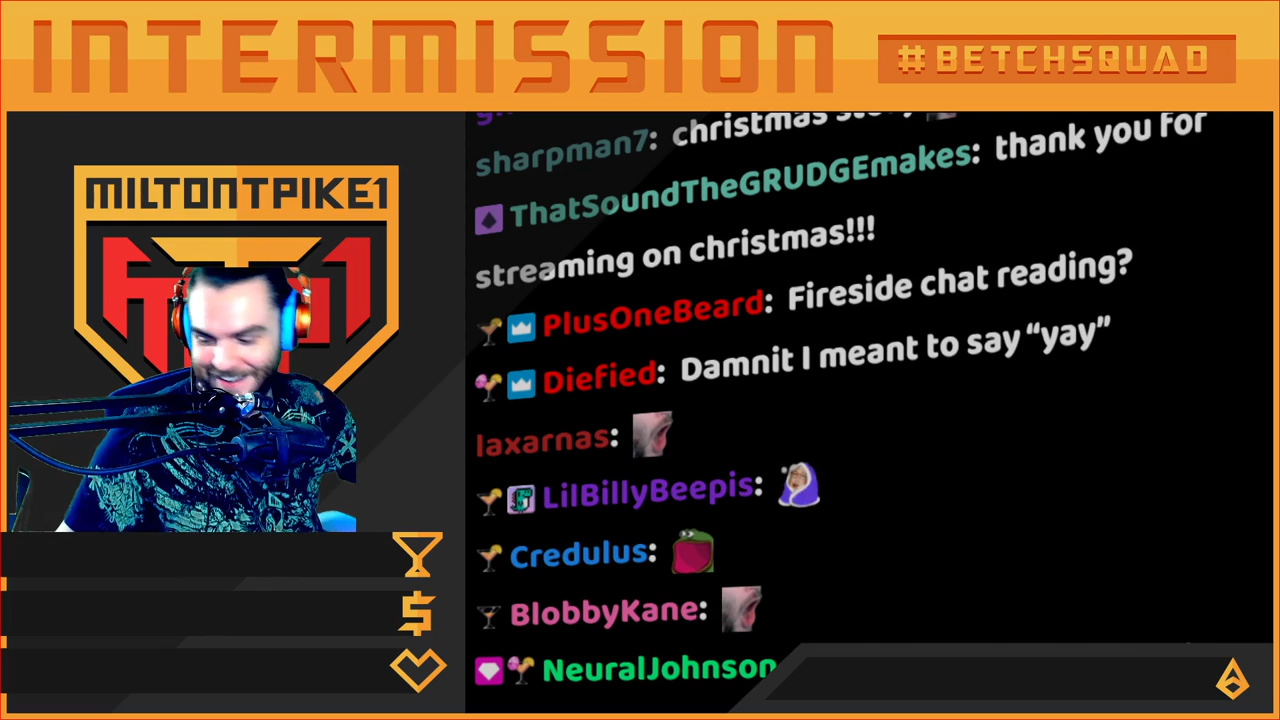 INTERMISSION
#BETCHSQUAD
MILTONTPIKE1
sharpman7: christmas story
ThatSoundTheGRUDGEmakes: thank you for
streaming on christmas!!!
PlusOneBeard: Fireside chat reading?
Diefied: Damnit I meant to say “yay”
laxarnas:
LilBillyBeepis:
Credulus:
BlobbyKane:
NeuralJohnson